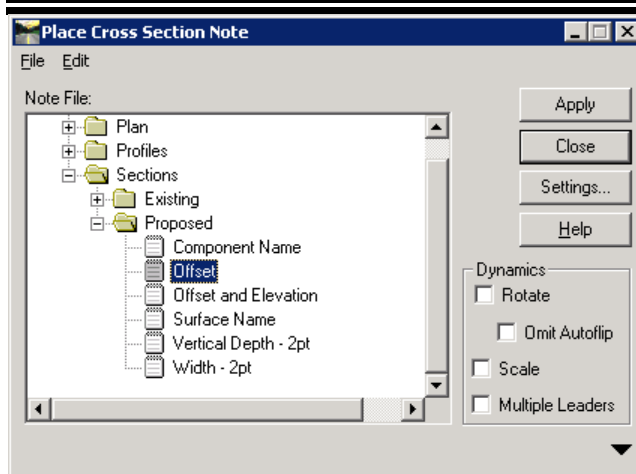 Place Cross Section Note
File Edit
Note File:
Plan
Profiles
Sections
Existing
Proposed
Component Name
Offset
Offset and Elevation
Surface Name
Vertical Depth - 2pt
Width - 2pt
Apply
Close
Settings...
Help
Dynamics
Rotate
Omit Autoflip
Scale
Multiple Leaders